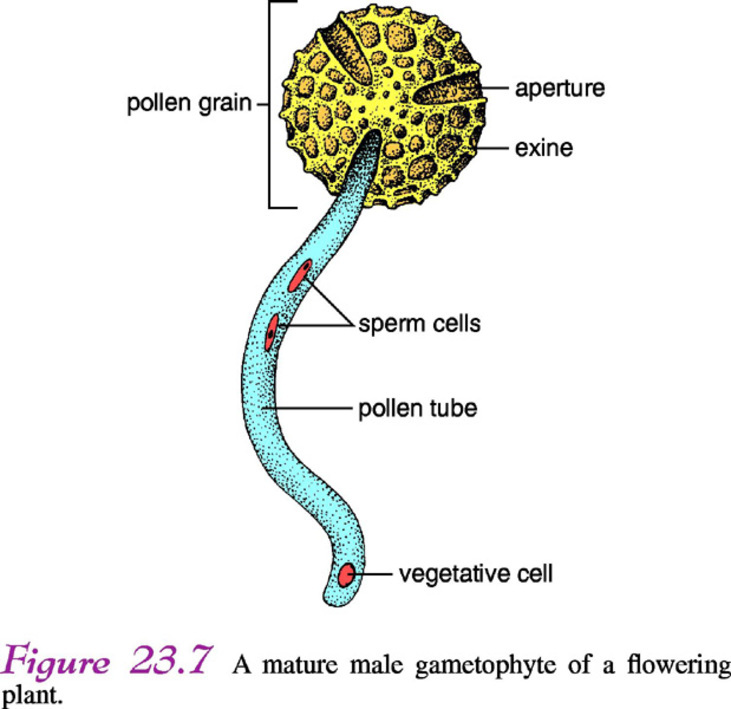 pollen grain
aperture
exine
sperm cells
pollen tube
vegetative cell
Figure 23.7 A mature male gametophyte of a flowering
plant.